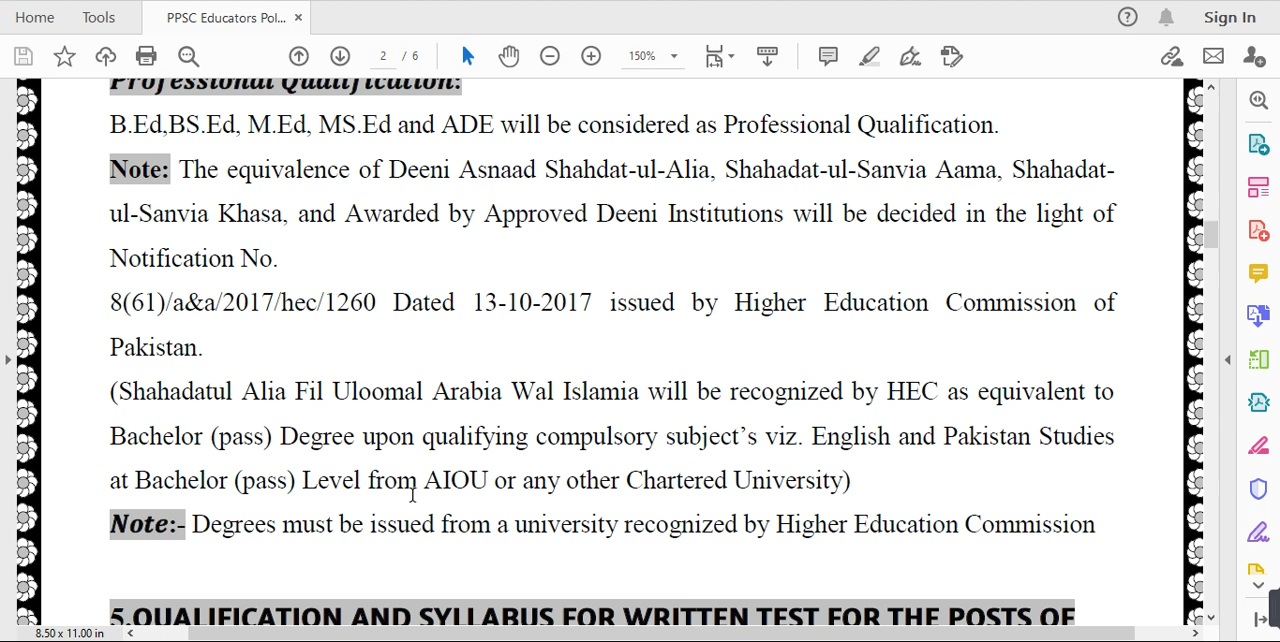 Home Tools PPSC Educators Pol... × Sign In
2 / 6 150%
Professional Qualification:
B.Ed,BS.Ed, M.Ed, MS.Ed and ADE will be considered as Professional Qualification.
Note: The equivalence of Deeni Asnaad Shahdat-ul-Alia, Shahadat-ul-Sanvia Aama, Shahadat-
ul-Sanvia Khasa, and Awarded by Approved Deeni Institutions will be decided in the light of
Notification No.
8(61)/a&a/2017/hec/1260 Dated 13-10-2017 issued by Higher Education Commission of
Pakistan.
(Shahadatul Alia Fil Uloomal Arabia Wal Islamia will be recognized by HEC as equivalent to
Bachelor (pass) Degree upon qualifying compulsory subject’s viz. English and Pakistan Studies
at Bachelor (pass) Level from AIOU or any other Chartered University)
Note:- Degrees must be issued from a university recognized by Higher Education Commission
5.QUALIFICATION AND SYLLABUS FOR WRITTEN TEST FOR THE POSTS OF
8.50 x 11.00 in